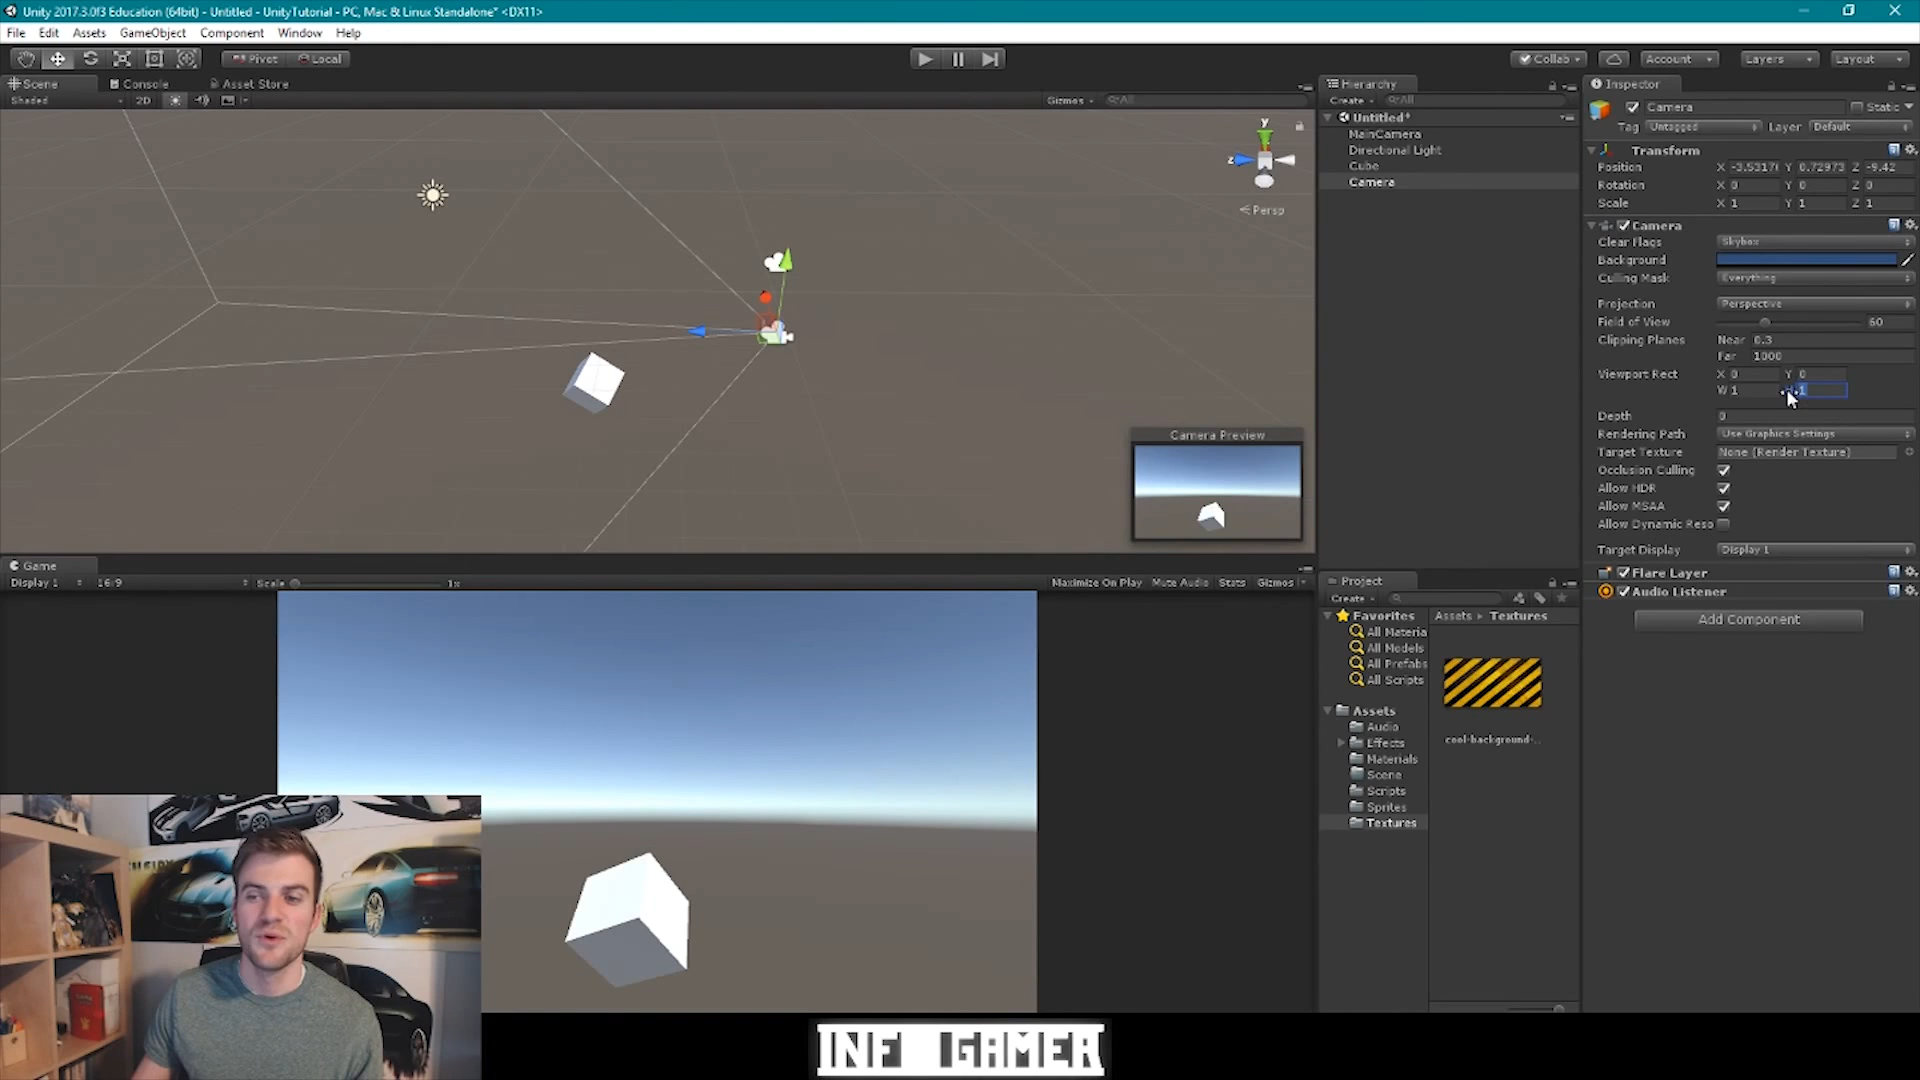 Unity 2017.3.0f3 Education (64bit) - Untitled - UnityTutorial - PC, Mac & Linux Standalone* <DX11>
File Edit Assets GameObject Component Window Help
Pivot Local
Collab Account Layers Layout
Scene Console Asset Store
Shaded 2D Gizmos All
y
z
Persp
Camera Preview
Game
Display 1 16:9 Scale 1x Maximize On Play Mute Audio Stats Gizmos
Hierarchy
Create All
Untitled*
MainCamera
Directional Light
Cube
Camera
Project
Create
Favorites
All Materia
All Models
All Prefabs
All Scripts
Assets
Audio
Effects
Materials
Scene
Scripts
Sprites
Textures
Assets Textures
cool-background-..
Inspector
Camera Static
Tag Untagged Layer Default
Transform
Position X -3.5317 Y 0.72973 Z -9.42
Rotation X 0 Y 0 Z 0
Scale X 1 Y 1 Z 1
Camera
Clear Flags Skybox
Background
Culling Mask Everything
Projection Perspective
Field of View 60
Clipping Planes Near 0.3
Far 1000
Viewport Rect X 0 Y 0
W 1 H 1
Depth 0
Rendering Path Use Graphics Settings
Target Texture None (Render Texture)
Occlusion Culling
Allow HDR
Allow MSAA
Allow Dynamic Reso
Target Display Display 1
Flare Layer
Audio Listener
Add Component
INF GAMER